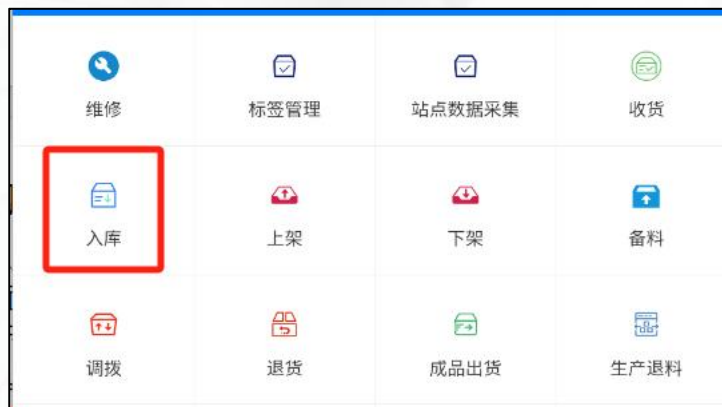 维修
标签管理
站点数据采集
收货
入库
上架
下架
备料
调拨
退货
成品出货
生产退料